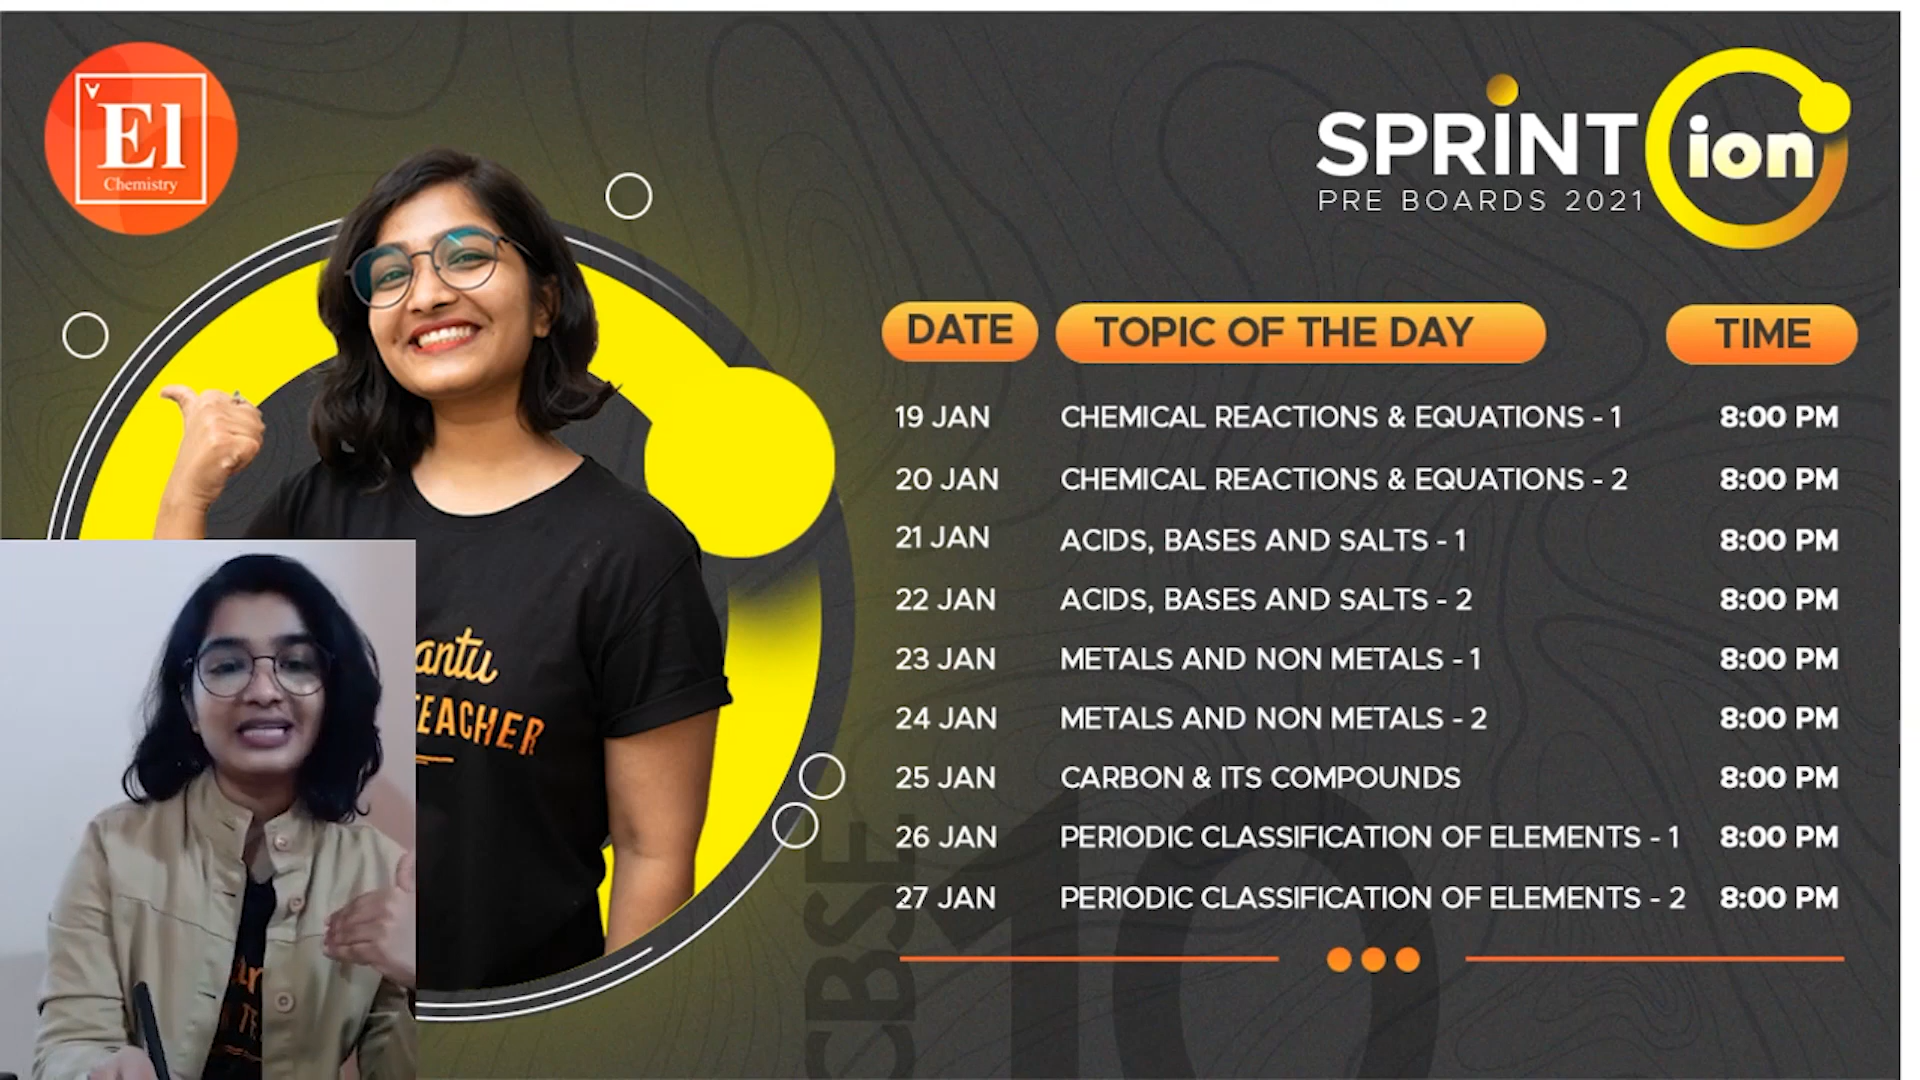 El
Chemistry
SPRINT ion
PRE BOARDS 2021
DATE TOPIC OF THE DAY TIME
19 JAN CHEMICAL REACTIONS & EQUATIONS - 1 8:00 PM
20 JAN CHEMICAL REACTIONS & EQUATIONS - 2 8:00 PM
21 JAN ACIDS, BASES AND SALTS - 1 8:00 PM
22 JAN ACIDS, BASES AND SALTS - 2 8:00 PM
23 JAN METALS AND NON METALS - 1 8:00 PM
24 JAN METALS AND NON METALS - 2 8:00 PM
25 JAN CARBON & ITS COMPOUNDS 8:00 PM
26 JAN PERIODIC CLASSIFICATION OF ELEMENTS - 1 8:00 PM
27 JAN PERIODIC CLASSIFICATION OF ELEMENTS - 2 8:00 PM
CBSE 10
antu
TEACHER